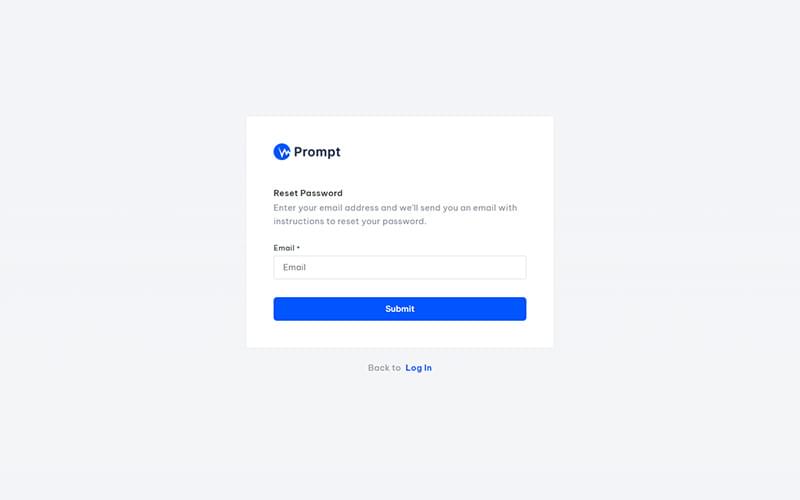 Prompt
Reset Password
Enter your email address and we'll send you an email with
instructions to reset your password.
Email *
Email
Submit
Back to Log In